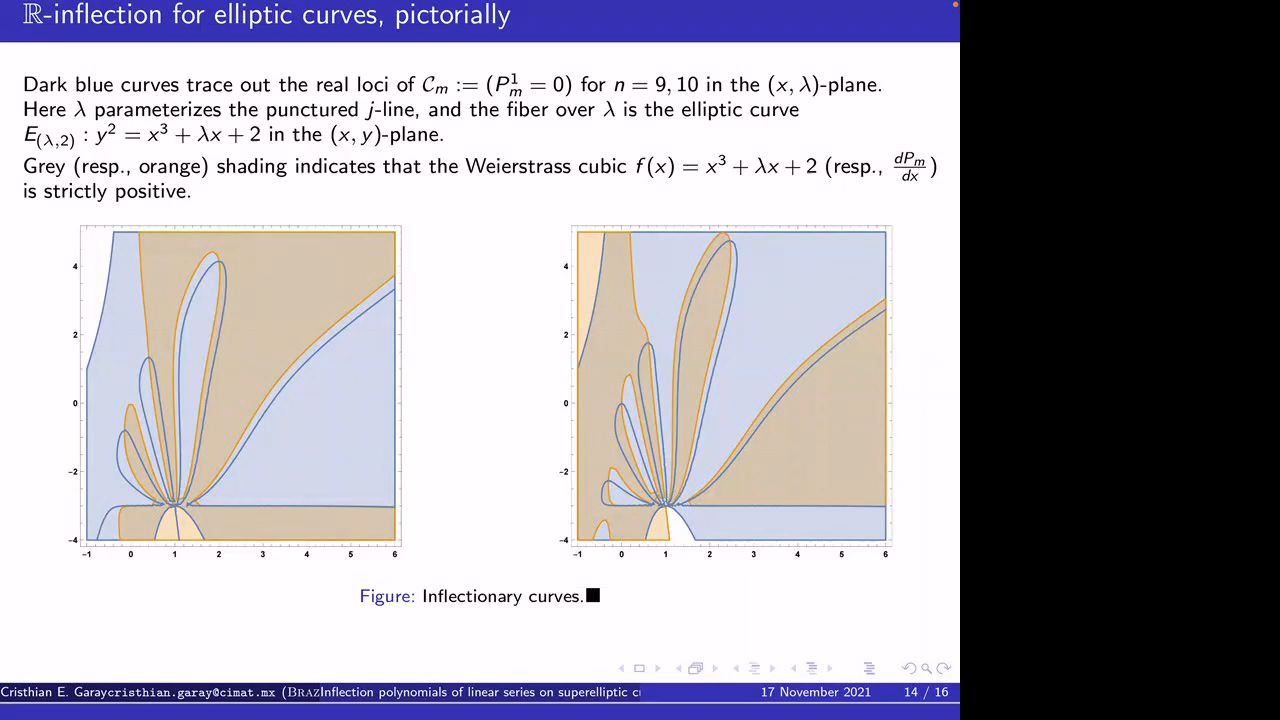 ℝ-inflection for elliptic curves, pictorially
Dark blue curves trace out the real loci of 𝒞ₘ := (P¹ₘ = 0) for n = 9, 10 in the (x, λ)-plane.
Here λ parameterizes the punctured j-line, and the fiber over λ is the elliptic curve
E₍λ,₂₎ : y² = x³ + λx + 2 in the (x, y)-plane.
Grey (resp., orange) shading indicates that the Weierstrass cubic f(x) = x³ + λx + 2 (resp., dPₘ/dx)
is strictly positive.
4
2
0
−2
−4
−1 0 1 2 3 4 5 6
4
2
0
−2
−4
−1 0 1 2 3 4 5 6
Figure: Inflectionary curves.■
Cristhian E. Garaycristhian.garay@cimat.mx (BrazInflection polynomials of linear series on superelliptic 17 November 2021 14 / 16